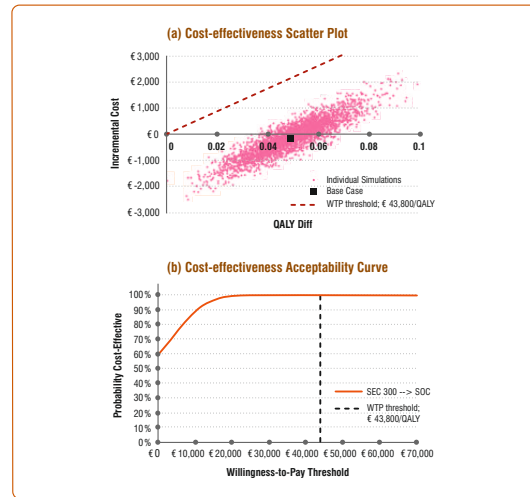 (a) Cost-effectiveness Scatter Plot
€ 3,000
€ 2,000
€ 1,000
€ 0
€ -1,000
€ -2,000
€ -3,000
Incremental Cost
0
0.02
0.04
0.06
0.08
0.1
Individual Simulations
Base Case
WTP threshold; € 43,800/QALY
QALY Diff
(b) Cost-effectiveness Acceptability Curve
100%
90%
80%
70%
60%
50%
40%
30%
20%
10%
0%
Probability Cost-Effective
SEC 300 --> SOC
WTP threshold;
€ 43,800/QALY
€ 0
€ 10,000
€ 20,000
€ 30,000
€ 40,000
€ 50,000
€ 60,000
€ 70,000
Willingness-to-Pay Threshold